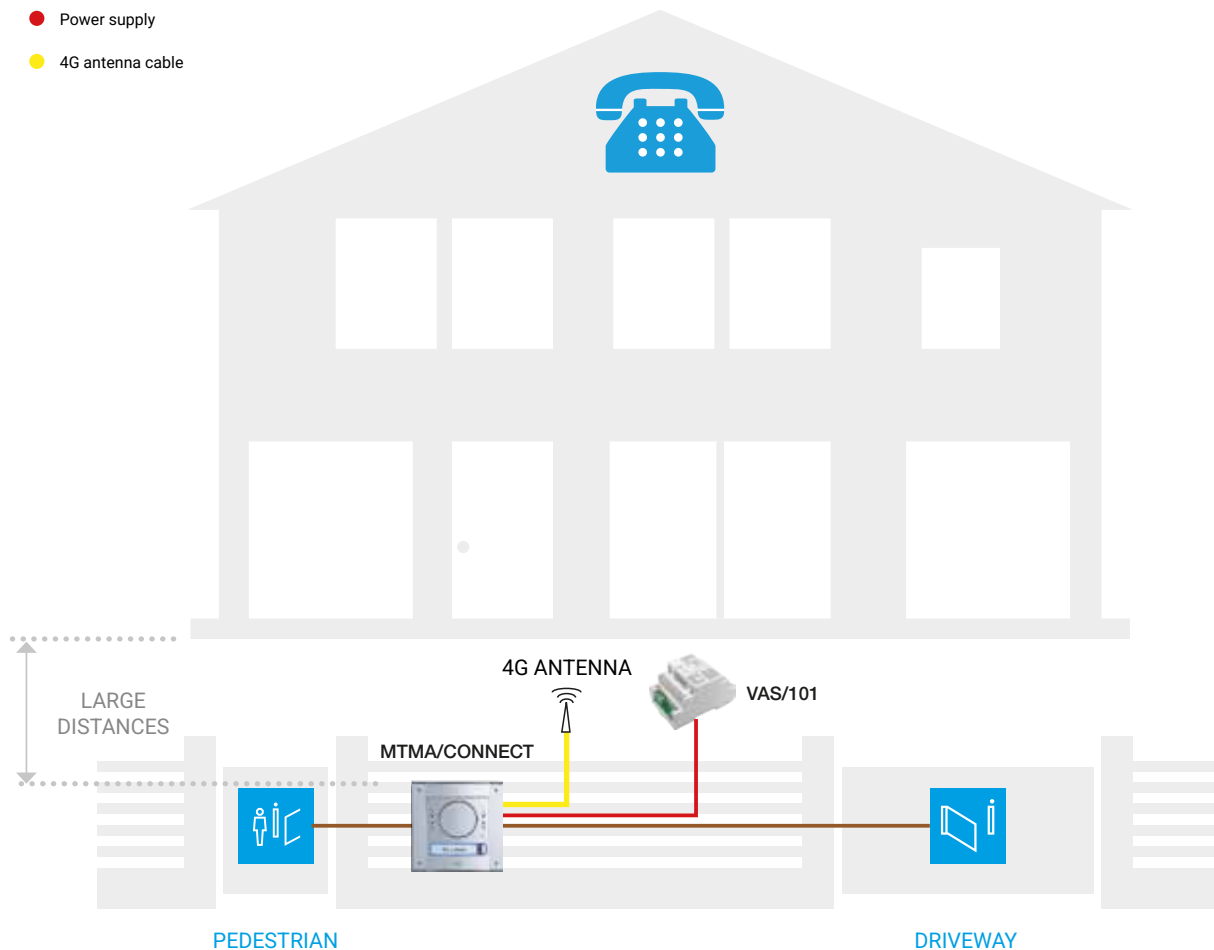 Power supply
4G antenna cable
4G ANTENNA
VAS/101
LARGE
DISTANCES
MTMA/CONNECT
PEDESTRIAN
DRIVEWAY